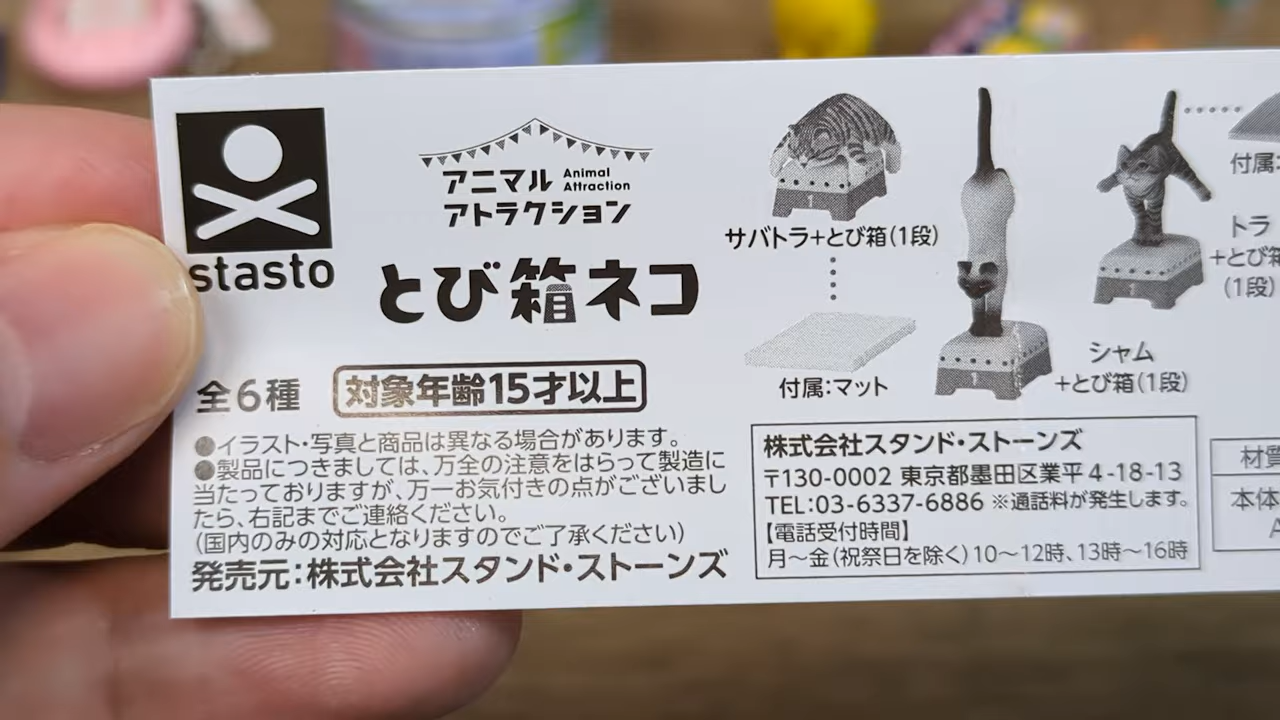 stasto
アニマル Animal
アトラクション Attraction
とび箱ネコ
全6種 対象年齢15才以上
●イラスト・写真と商品は異なる場合があります。
●製品につきましては、万全の注意をはらって製造に
当たっておりますが、万一お気付きの点がございまし
たら、右記までご連絡ください。
(国内のみの対応となりますのでご了承ください)
発売元:株式会社スタンド・ストーンズ
1
サバトラ+とび箱(1段)
付属:マット
1
シャム
+とび箱(1段)
1
トラ
+とび箱
(1段)
付属:
株式会社スタンド・ストーンズ
〒130-0002 東京都墨田区業平4-18-13
TEL:03-6337-6886 ※通話料が発生します。
【電話受付時間】
月〜金(祝祭日を除く)10〜12時、13時〜16時
材質
本体
A